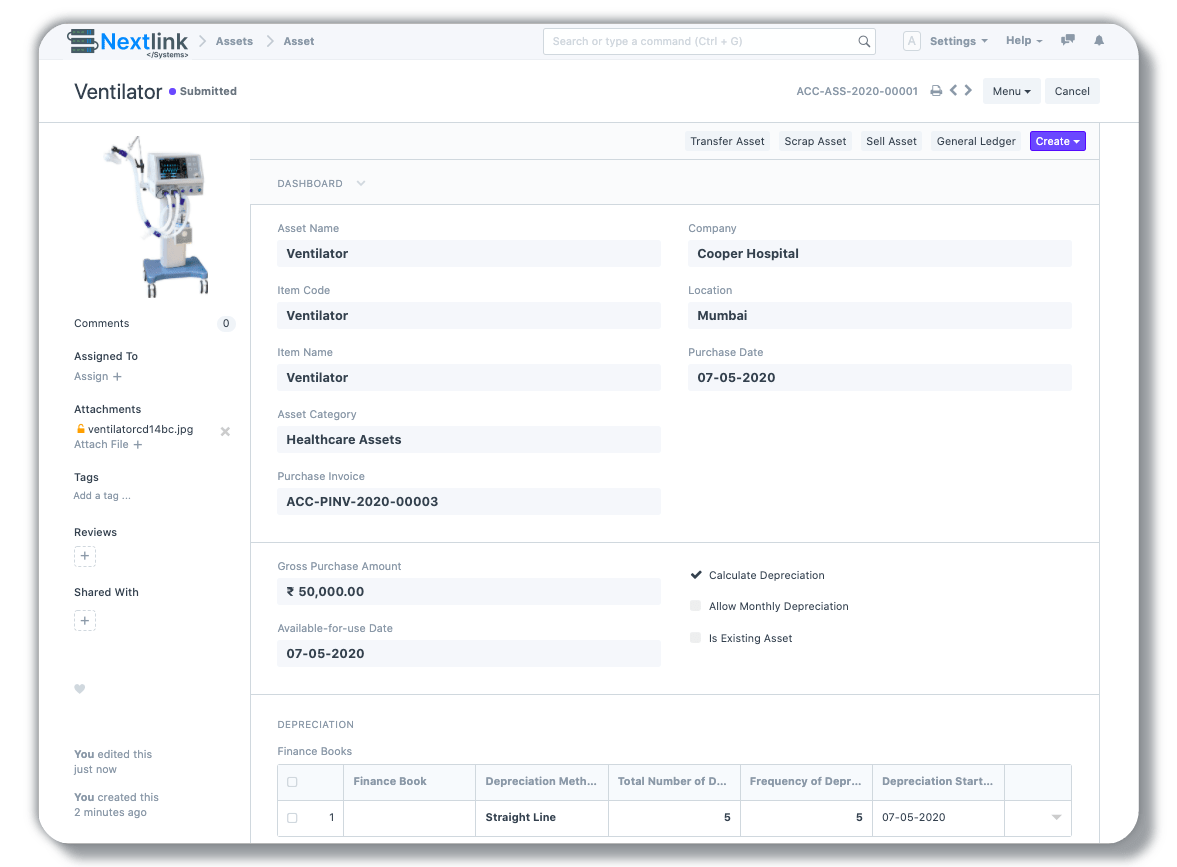 Nextlink
</Systems>
Assets
Asset
Search or type a command (Ctrl + G)
A
Settings
Help
Ventilator
Submitted
ACC-ASS-2020-00001
Menu
Cancel
Transfer Asset
Scrap Asset
Sell Asset
General Ledger
Create
DASHBOARD
Comments
0
Assigned To
Assign +
Attachments
ventilatorcd14bc.jpg
Attach File +
Tags
Add a tag ...
Reviews
+
Shared With
+
You edited this
just now
You created this
2 minutes ago
Asset Name
Ventilator
Item Code
Ventilator
Item Name
Ventilator
Asset Category
Healthcare Assets
Purchase Invoice
ACC-PINV-2020-00003
Company
Cooper Hospital
Location
Mumbai
Purchase Date
07-05-2020
Gross Purchase Amount
₹ 50,000.00
Available-for-use Date
07-05-2020
Calculate Depreciation
Allow Monthly Depreciation
Is Existing Asset
DEPRECIATION
Finance Books
Finance Book Depreciation Meth... Total Number of D... Frequency of Depr... Depreciation Start...
1 Straight Line 5 5 07-05-2020